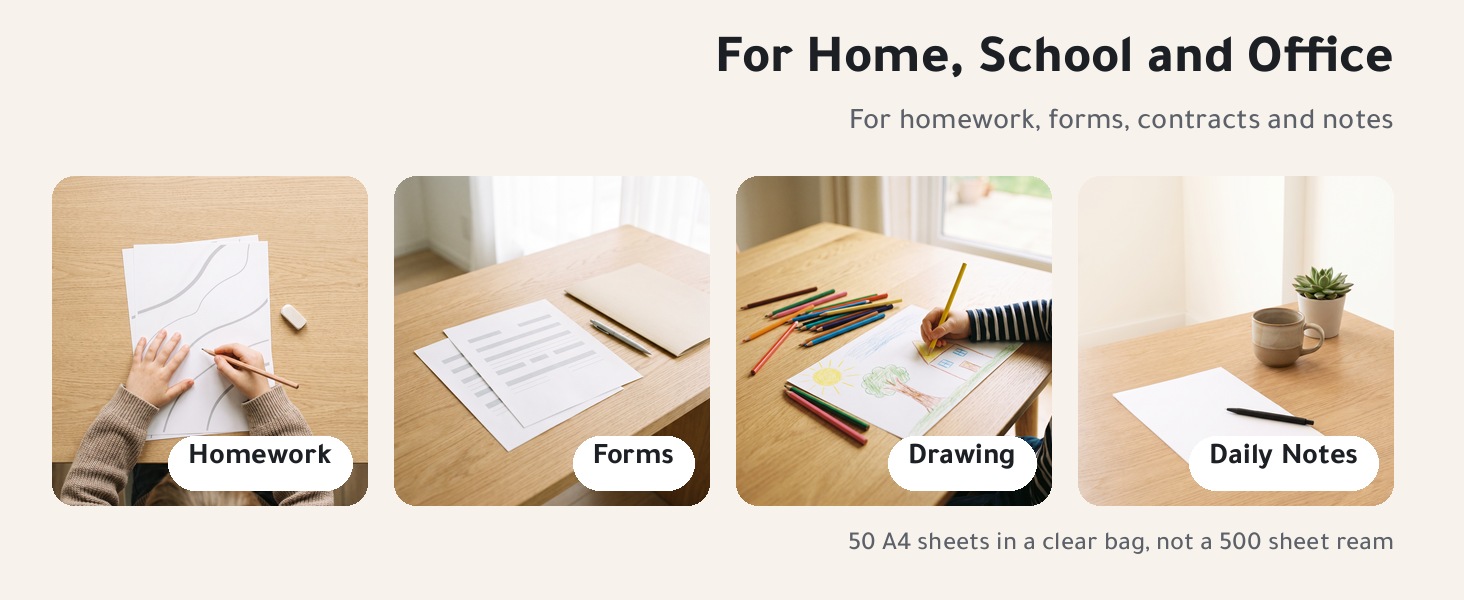 For Home, School and Office
For homework, forms, contracts and notes
Homework
Forms
Drawing
Daily Notes
50 A4 sheets in a clear bag, not a 500 sheet ream